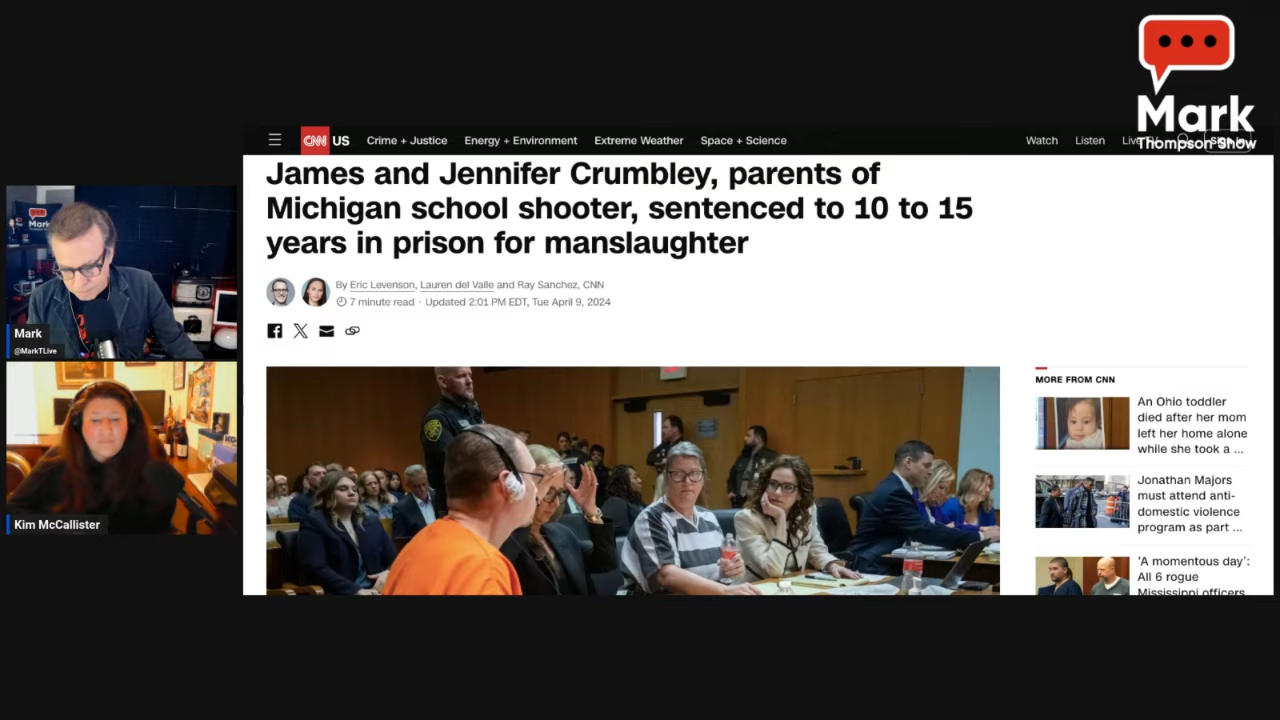 Mark
Thompson Show
CNN US Crime + Justice Energy + Environment Extreme Weather Space + Science Watch Listen
James and Jennifer Crumbley, parents of
Michigan school shooter, sentenced to 10 to 15
years in prison for manslaughter
By Eric Levenson, Lauren del Valle and Ray Sanchez, CNN
7 minute read · Updated 2:01 PM EDT, Tue April 9, 2024
Mark
Mark
@MarkTLive
Kim McCallister
MORE FROM CNN
An Ohio toddler
died after her mom
left her home alone
while she took a ...
Jonathan Majors
must attend anti-
domestic violence
program as part ...
'A momentous day':
All 6 rogue
Mississippi officers